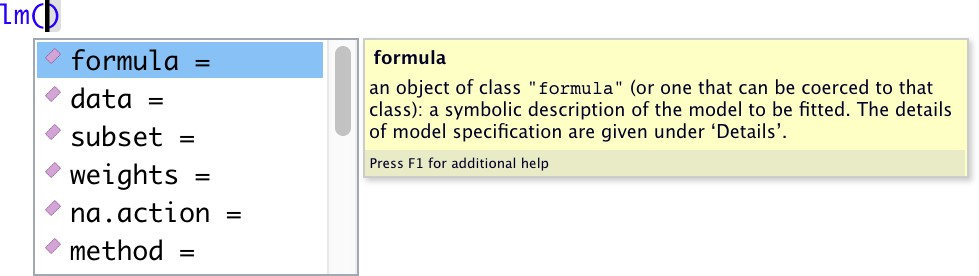 lm()
formula =
data =
subset =
weights =
na.action =
method =
formula
an object of class "formula" (or one that can be coerced to that
class): a symbolic description of the model to be fitted. The details
of model specification are given under ‘Details’.
Press F1 for additional help